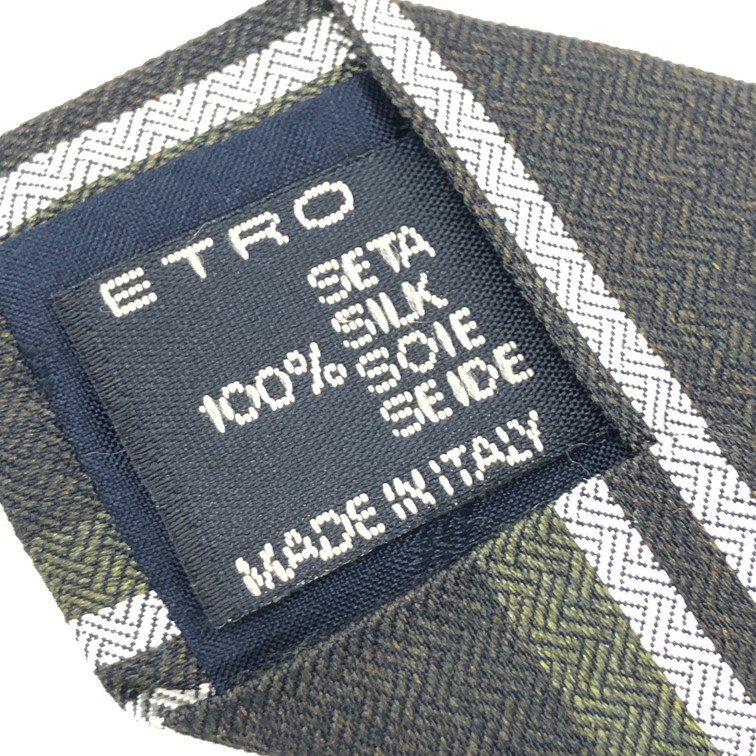 ETRO
SETA
SILK
100% SOIE
SEIDE
MADE IN ITALY